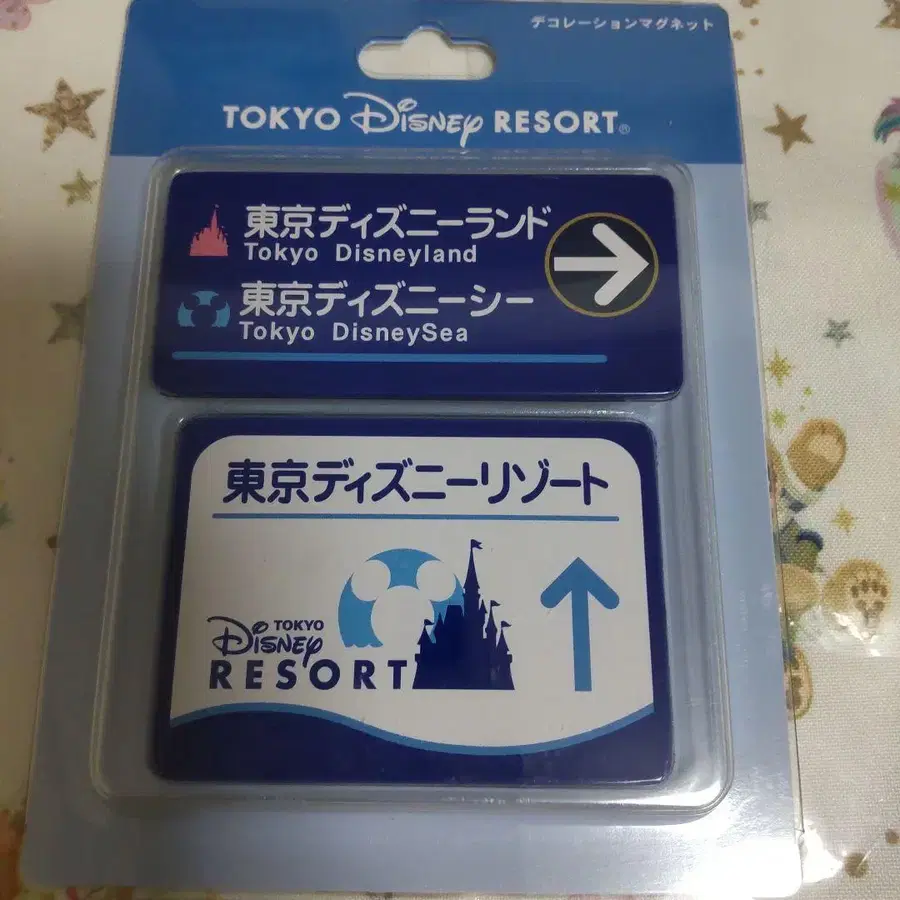 デコレーションマグネット
TOKYO Disney RESORT®
東京ディズニーランド
Tokyo Disneyland
東京ディズニーシー
Tokyo DisneySea
東京ディズニーリゾート
TOKYO
Disney
RESORT